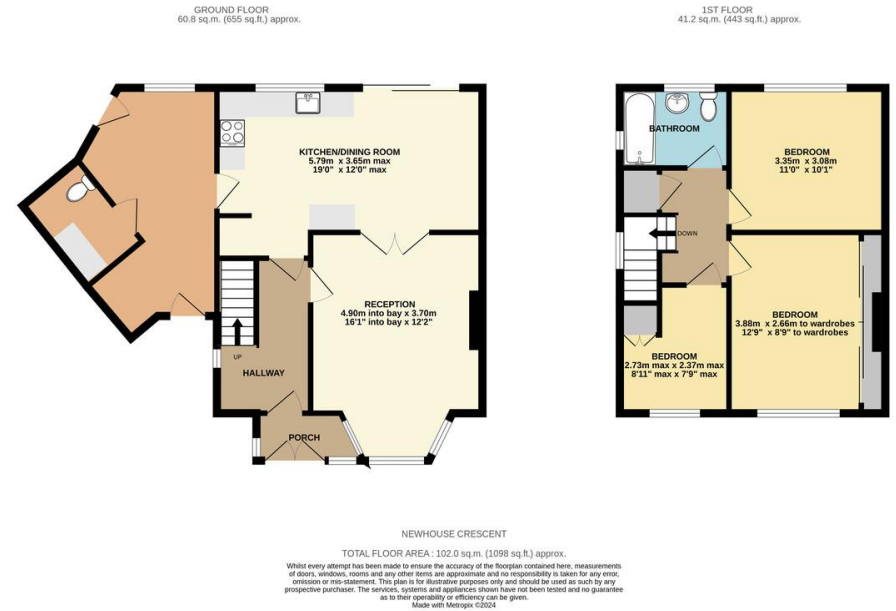 GROUND FLOOR
60.8 sq.m. (655 sq.ft.) approx.
1ST FLOOR
41.2 sq.m. (443 sq.ft.) approx.
KITCHEN/DINING ROOM
5.79m x 3.65m max
19'0" x 12'0" max
RECEPTION
4.90m into bay x 3.70m
16'1" into bay x 12'2"
UP
HALLWAY
PORCH
BATHROOM
BEDROOM
3.35m x 3.08m
11'0" x 10'1"
DOWN
BEDROOM
3.88m x 2.66m to wardrobes
12'9" x 8'9" to wardrobes
BEDROOM
2.73m max x 2.37m max
8'11" max x 7'9" max
NEWHOUSE CRESCENT
TOTAL FLOOR AREA : 102.0 sq.m. (1098 sq.ft.) approx.
Whilst every attempt has been made to ensure the accuracy of the floorplan contained here, measurements
of doors, windows, rooms and any other items are approximate and no responsibility is taken for any error,
omission or mis-statement. This plan is for illustrative purposes only and should be used as such by any
prospective purchaser. The services, systems and appliances shown have not been tested and no guarantee
as to their operability or efficiency can be given.
Made with Metropix ©2024